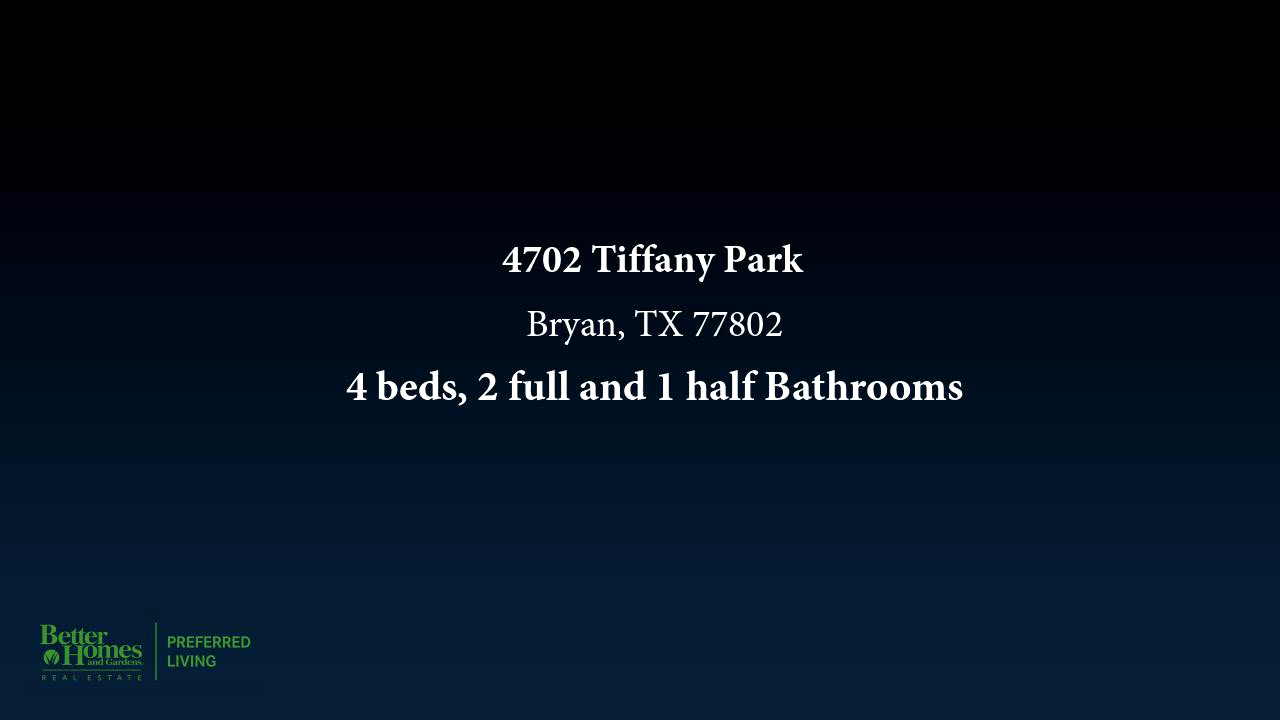 4702 Tiffany Park
Bryan, TX 77802
4 beds, 2 full and 1 half Bathrooms
Better
Homes
and Gardens
REAL ESTATE
PREFERRED
LIVING